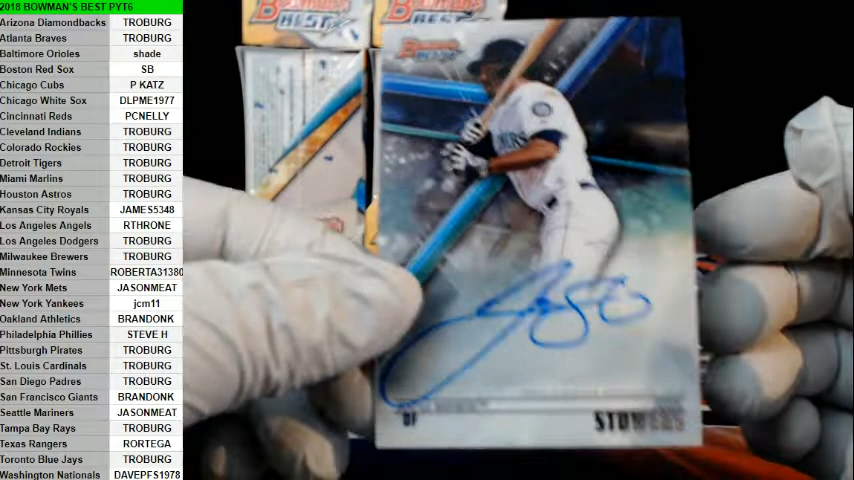 2018 BOWMAN'S BEST PYT6
Arizona Diamondbacks TROBURG
Atlanta Braves TROBURG
Baltimore Orioles shade
Boston Red Sox SB
Chicago Cubs P KATZ
Chicago White Sox DLPME1977
Cincinnati Reds PCNELLY
Cleveland Indians TROBURG
Colorado Rockies TROBURG
Detroit Tigers TROBURG
Miami Marlins TROBURG
Houston Astros TROBURG
Kansas City Royals JAMES5348
Los Angeles Angels RTHRONE
Los Angeles Dodgers TROBURG
Milwaukee Brewers TROBURG
Minnesota Twins ROBERTA31380
New York Mets JASONMEAT
New York Yankees jcm11
Oakland Athletics BRANDONK
Philadelphia Phillies STEVE H
Pittsburgh Pirates TROBURG
St. Louis Cardinals TROBURG
San Diego Padres TROBURG
San Francisco Giants BRANDONK
Seattle Mariners JASONMEAT
Tampa Bay Rays TROBURG
Texas Rangers RORTEGA
Toronto Blue Jays TROBURG
Washington Nationals DAVEPFS1978
Bowman's
BEST
OF
STOWERS